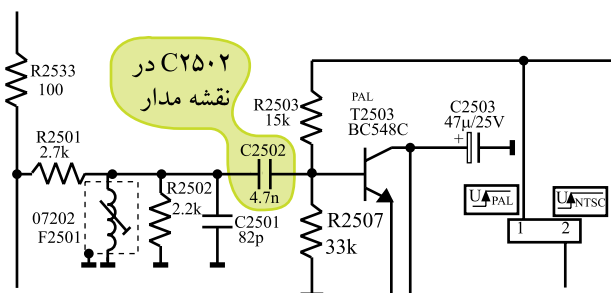 C۲۵۰۲ در
نقشه مدار
R2533
100
R2501
2.7k
07202
F2501
R2502
2.2k
C2501
82p
C2502
4.7n
R2503
15k
PAL
T2503
BC548C
C2503
47µ/25V
+
R2507
33k
U PAL
U NTSC
1 2